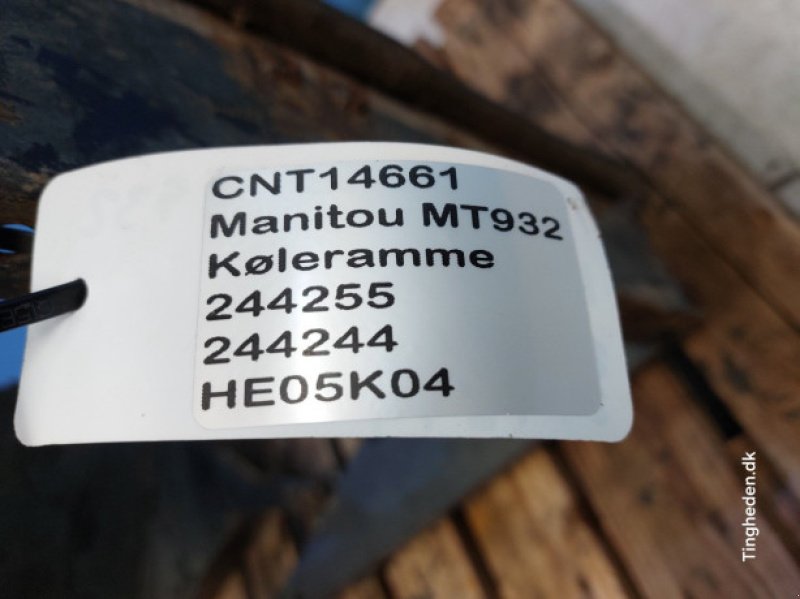 CNT14661
Manitou MT932
Køleramme
244255
244244
HE05K04
Tingheden.dk